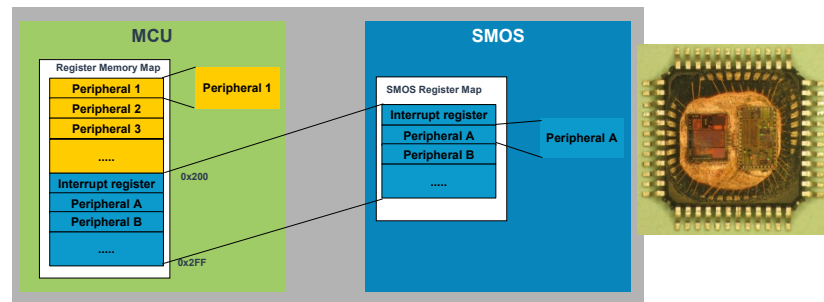 MCU
Register Memory Map
Peripheral 1
Peripheral 2
Peripheral 3
.....
Interrupt register
Peripheral A
Peripheral B
.....
0x200
0x2FF
Peripheral 1
SMOS
SMOS Register Map
Interrupt register
Peripheral A
Peripheral B
.....
Peripheral A